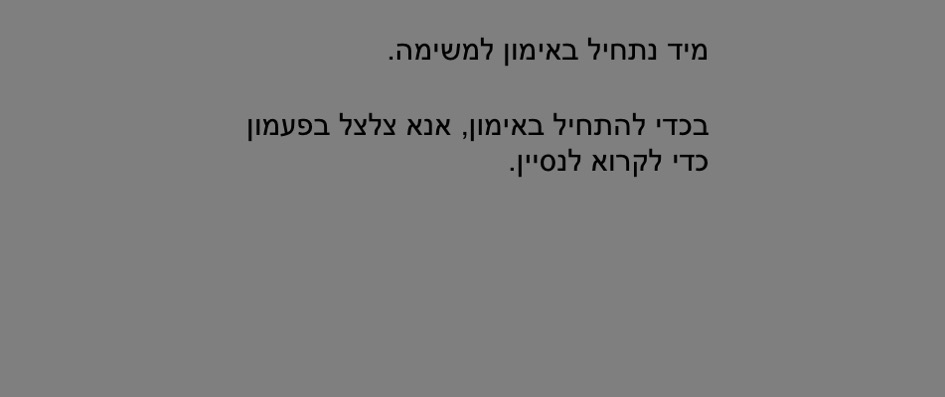 מיד נתחיל באימון למשימה.
בכדי להתחיל באימון, אנא צלצל בפעמון
כדי לקרוא לנסיין.